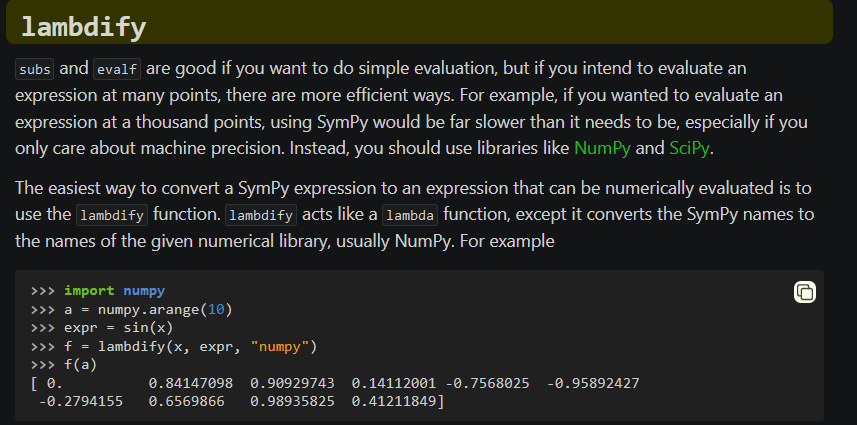 lambdify
subs and evalf are good if you want to do simple evaluation, but if you intend to evaluate an
expression at many points, there are more efficient ways. For example, if you wanted to evaluate an
expression at a thousand points, using SymPy would be far slower than it needs to be, especially if you
only care about machine precision. Instead, you should use libraries like NumPy and SciPy.
The easiest way to convert a SymPy expression to an expression that can be numerically evaluated is to
use the lambdify function. lambdify acts like a lambda function, except it converts the SymPy names to
the names of the given numerical library, usually NumPy. For example
>>> import numpy
>>> a = numpy.arange(10)
>>> expr = sin(x)
>>> f = lambdify(x, expr, "numpy")
>>> f(a)
[ 0.          0.84147098  0.90929743  0.14112001 -0.7568025  -0.95892427
 -0.2794155   0.6569866   0.98935825  0.41211849]